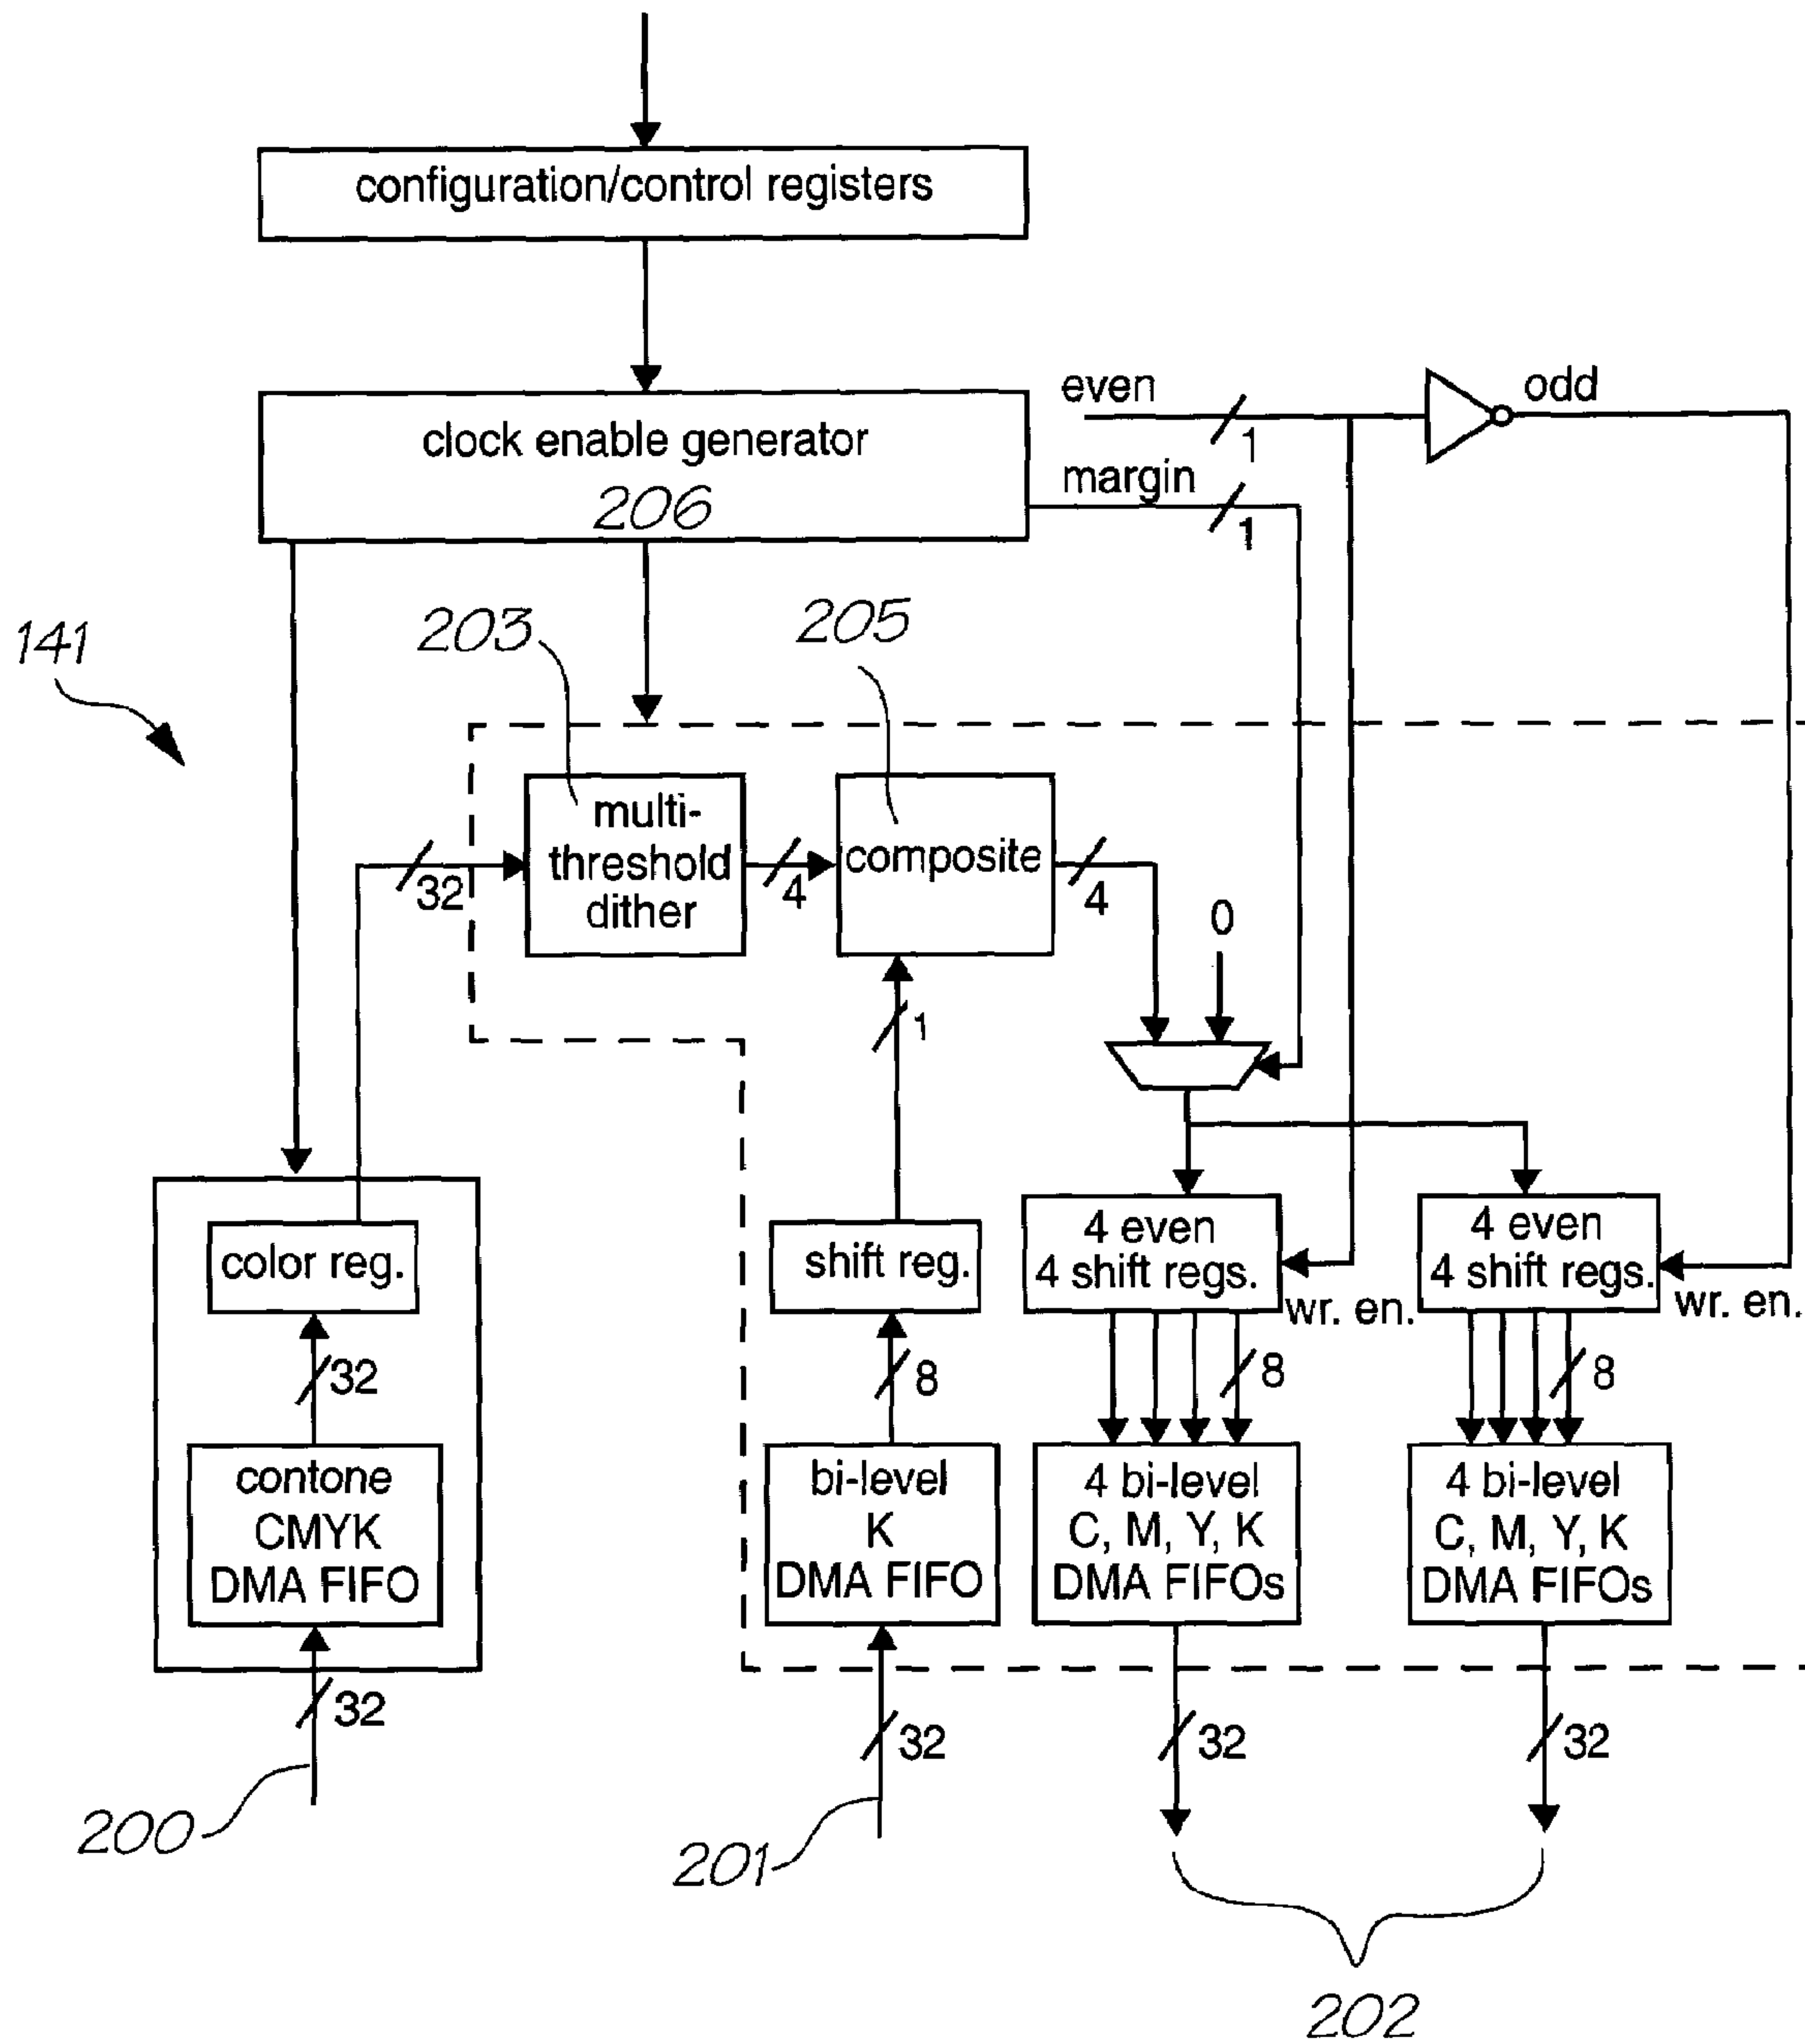 configuration/control registers
clock enable generator
206
even
1
odd
margin
1
141
203
205
multi-
threshold
dither
32
4
composite
4
0
1
color reg.
shift reg.
4 even
4 shift regs.
wr. en.
4 even
4 shift regs.
wr. en.
32
8
8
8
contone
CMYK
DMA FIFO
bi-level
K
DMA FIFO
4 bi-level
C, M, Y, K
DMA FIFOs
4 bi-level
C, M, Y, K
DMA FIFOs
32
32
32
32
200
201
202